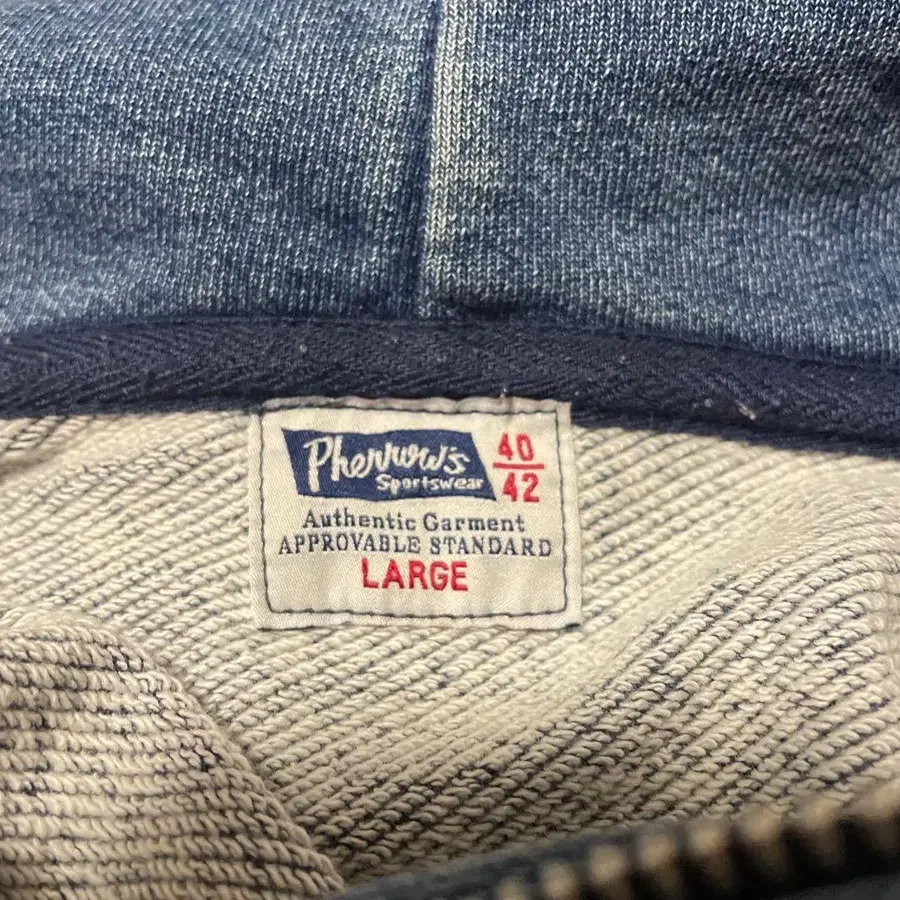 Pherrow's
Sportswear
40
42
Authentic Garment
APPROVABLE STANDARD
LARGE